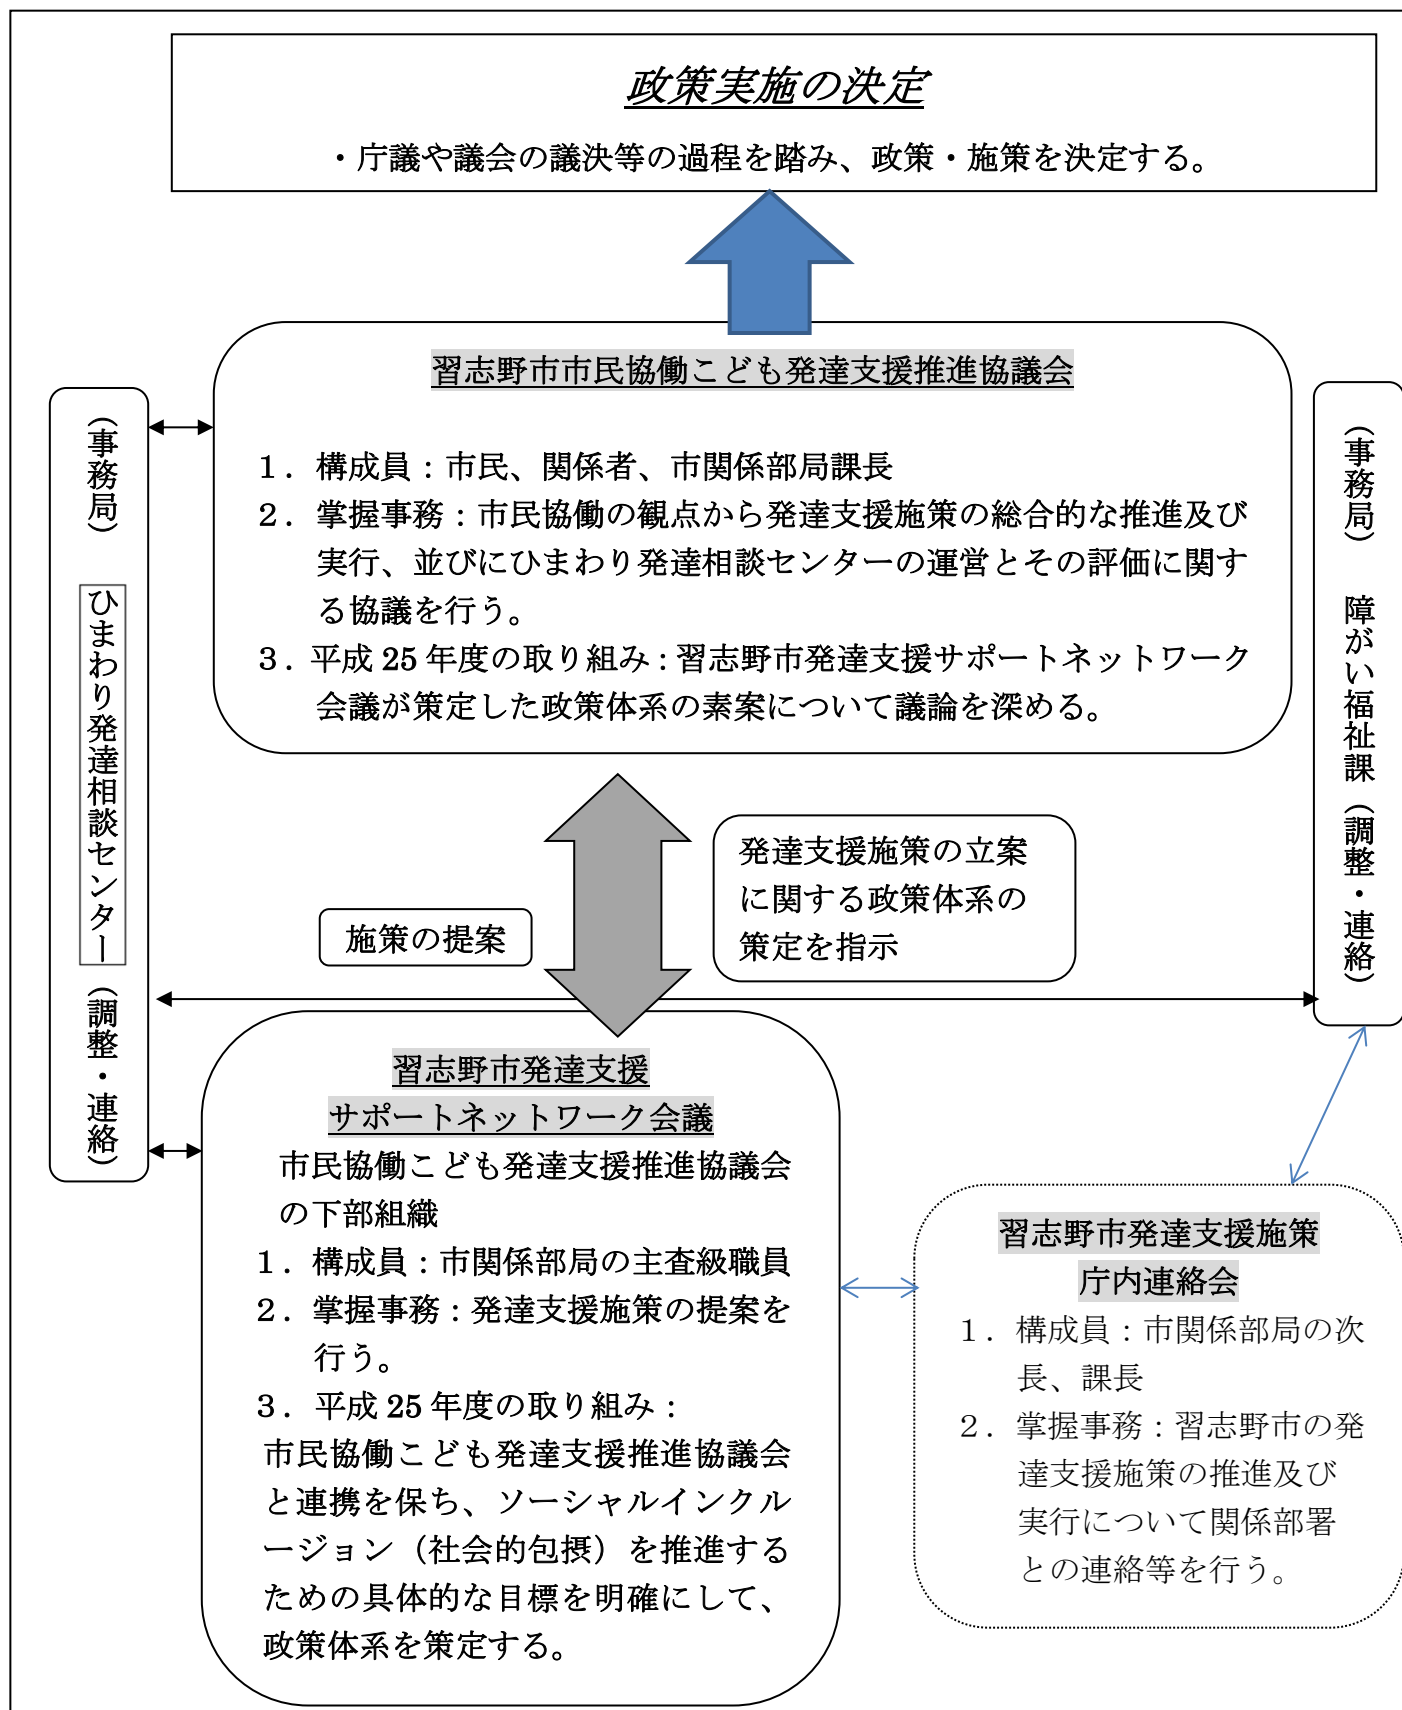 政策実施の決定
・庁議や議会の議決等の過程を踏み、政策・施策を決定する。
習志野市市民協働こども発達支援推進協議会
１．構成員：市民、関係者、市関係部局課長
２．掌握事務：市民協働の観点から発達支援施策の総合的な推進及び
実行、並びにひまわり発達相談センターの運営とその評価に関す
る協議を行う。
３．平成 25 年度の取り組み：習志野市発達支援サポートネットワーク
会議が策定した政策体系の素案について議論を深める。
（事務局）　ひまわり発達相談センター（調整・連絡）
（事務局）　障がい福祉課（調整・連絡）
施策の提案
発達支援施策の立案
に関する政策体系の
策定を指示
習志野市発達支援
サポートネットワーク会議
市民協働こども発達支援推進協議会
の下部組織
１．構成員：市関係部局の主査級職員
２．掌握事務：発達支援施策の提案を
行う。
３．平成 25 年度の取り組み：
市民協働こども発達支援推進協議会
と連携を保ち、ソーシャルインクル
ージョン（社会的包摂）を推進する
ための具体的な目標を明確にして、
政策体系を策定する。
習志野市発達支援施策
庁内連絡会
１．構成員：市関係部局の次
長、課長
２．掌握事務：習志野市の発
達支援施策の推進及び
実行について関係部署
との連絡等を行う。